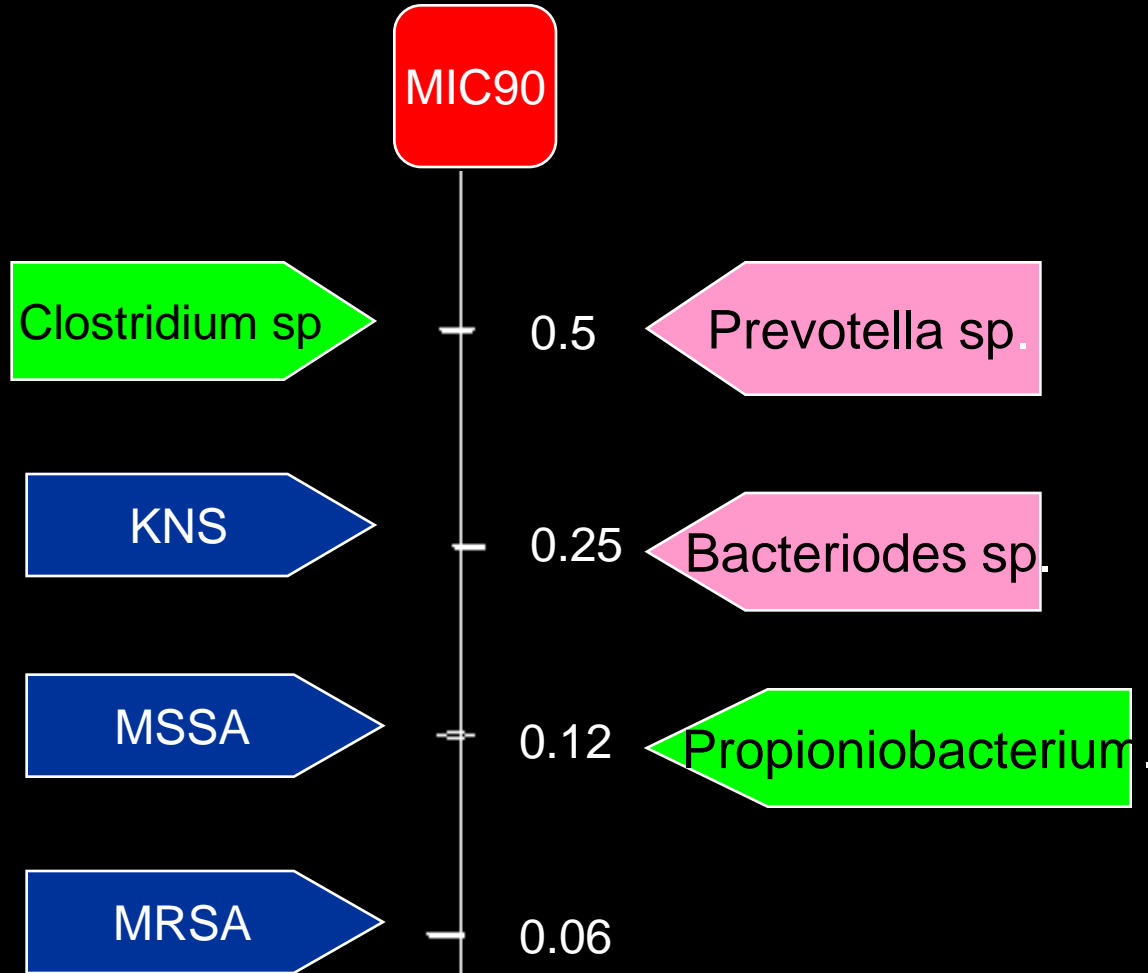 MIC90
Clostridium sp
0.5
Prevotella sp.
KNS
0.25
Bacteriodes sp.
MSSA
0.12
Propioniobacterium.
MRSA
0.06